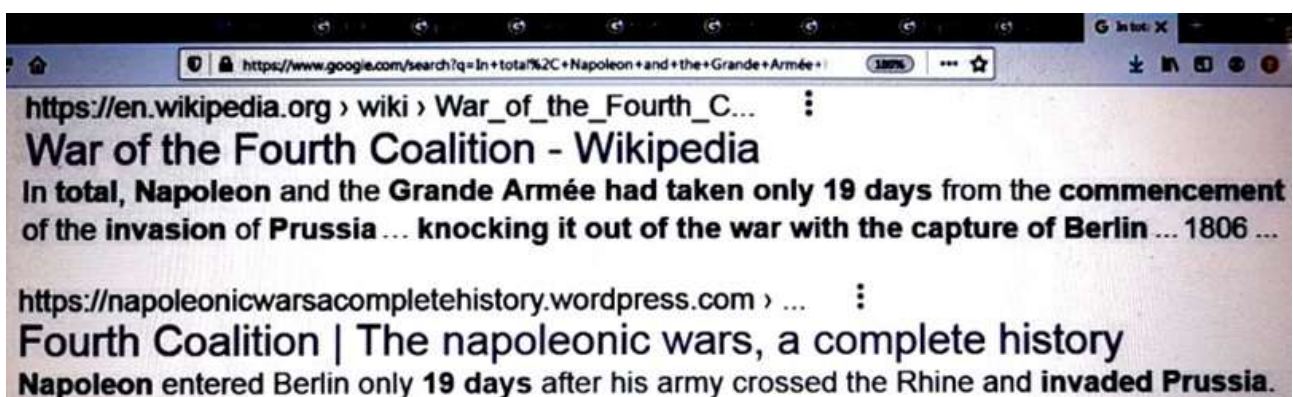 G In tot: X
https://www.google.com/search?q=In+total%2C+Napoleon+and+the+Grande+Armée+
https://en.wikipedia.org › wiki › War_of_the_Fourth_C...
War of the Fourth Coalition - Wikipedia
In total, Napoleon and the Grande Armée had taken only 19 days from the commencement
of the invasion of Prussia ... knocking it out of the war with the capture of Berlin ... 1806 ...
https://napoleonicwarsacompletehistory.wordpress.com › ...
Fourth Coalition | The napoleonic wars, a complete history
Napoleon entered Berlin only 19 days after his army crossed the Rhine and invaded Prussia.